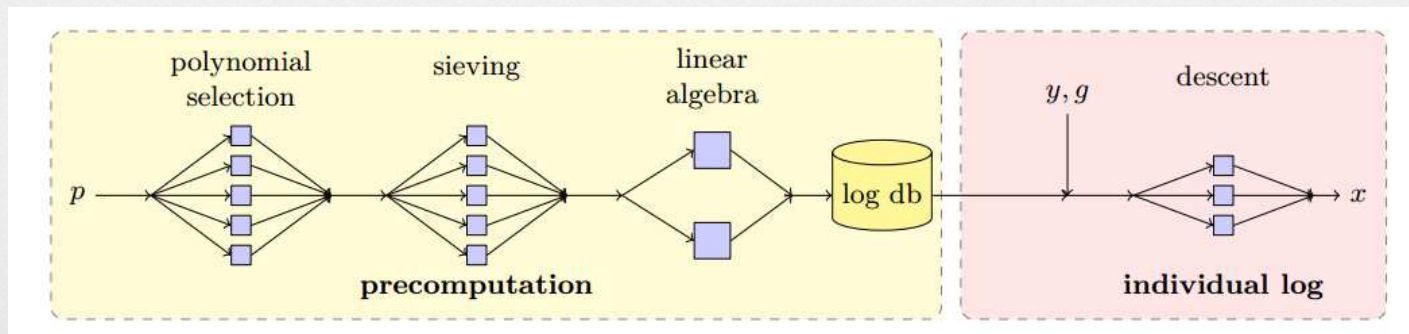 polynomial
selection
sieving
linear
algebra
p
log db
precomputation
y, g
descent
x
individual log